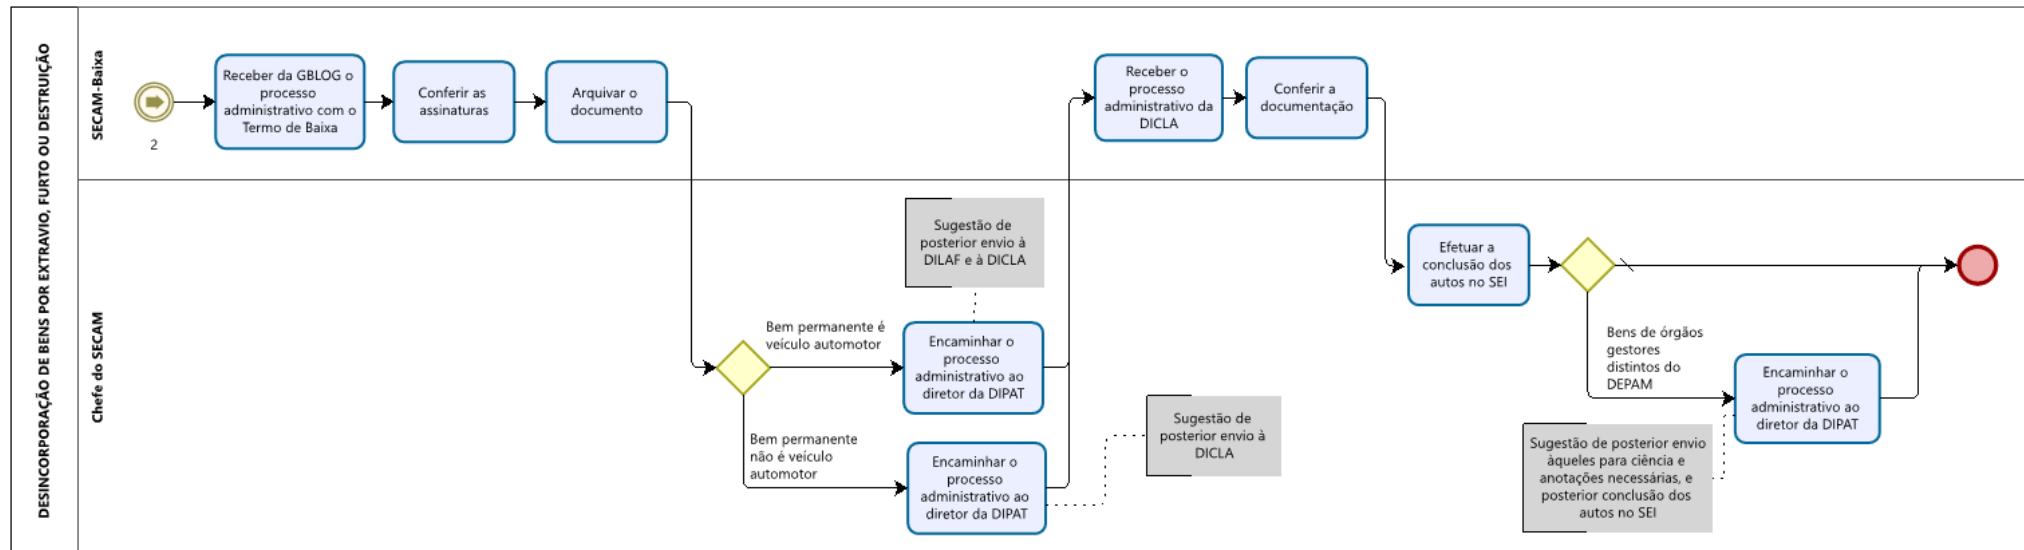 DESINCORPORAÇÃO DE BENS POR EXTRAVIO, FURTO OU DESTRUIÇÃO
SECAM-Baixa
2
Receber da GBLOG o
processo
administrativo com o
Termo de Baixa
Conferir as
assinaturas
Arquivar o
documento
Receber o
processo
administrativo da
DICLA
Conferir a
documentação
Chefe do SECAM
Bem permanente é
veículo automotor
Sugestão de
posterior envio à
DILAF e à DICLA
Encaminhar o
processo
administrativo ao
diretor da DIPAT
Bem permanente
não é veículo
automotor
Encaminhar o
processo
administrativo ao
diretor da DIPAT
Sugestão de
posterior envio à
DICLA
Efetuar a
conclusão dos
autos no SEI
Bens de órgãos
gestores
distintos do
DEPAM
Encaminhar o
processo
administrativo ao
diretor da DIPAT
Sugestão de posterior envio
àqueles para ciência e
anotações necessárias, e
posterior conclusão dos
autos no SEI